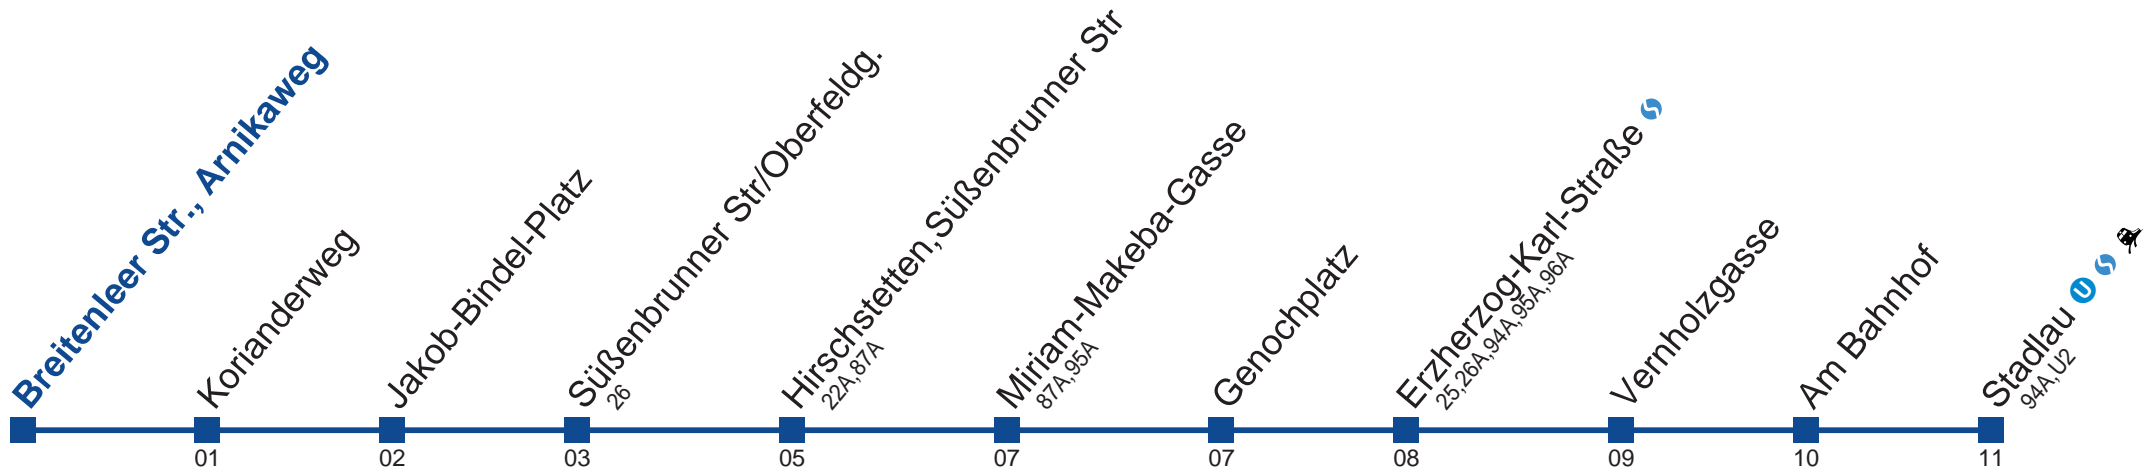 Breitenleer Str., Arnikaweg
Korianderweg
01
Jakob-Bindel-Platz
02
Süßenbrunner Str/Oberfeldg.
26
03
Hirschstetten,Süßenbrunner Str
22A,87A
05
Miriam-Makeba-Gasse
87A,95A
07
Genochplatz
07
Erzherzog-Karl-Straße S
25,26A,94A,95A,96A
08
Vernholzgasse
09
Am Bahnhof
10
Stadlau U S
94A,U2
11